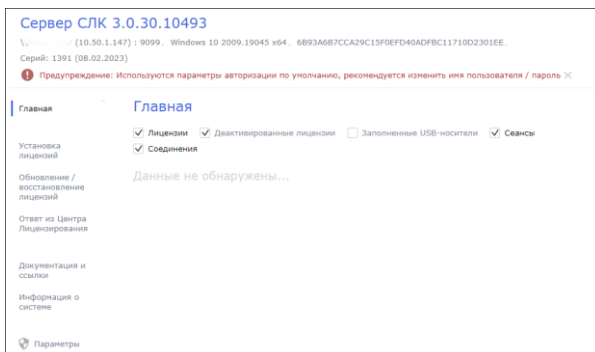 Сервер СЛК 3.0.30.10493
(10.50.1.147) : 9099, Windows 10 2009.19045 x64, 6B93A6B7CCA29C15F0EFD40ADFBC11710D2301EE.
Серий: 1391 (08.02.2023)
Предупреждение: Используются параметры авторизации по умолчанию, рекомендуется изменить имя пользователя / пароль
Главная
Главная
Лицензии Деактивированные лицензии Заполненные USB-носители Сеансы
Соединения
Данные не обнаружены...
Установка
лицензий
Обновление /
восстановление
лицензий
Ответ из Центра
Лицензирования
Документация и
ссылки
Информация о
системе
Параметры